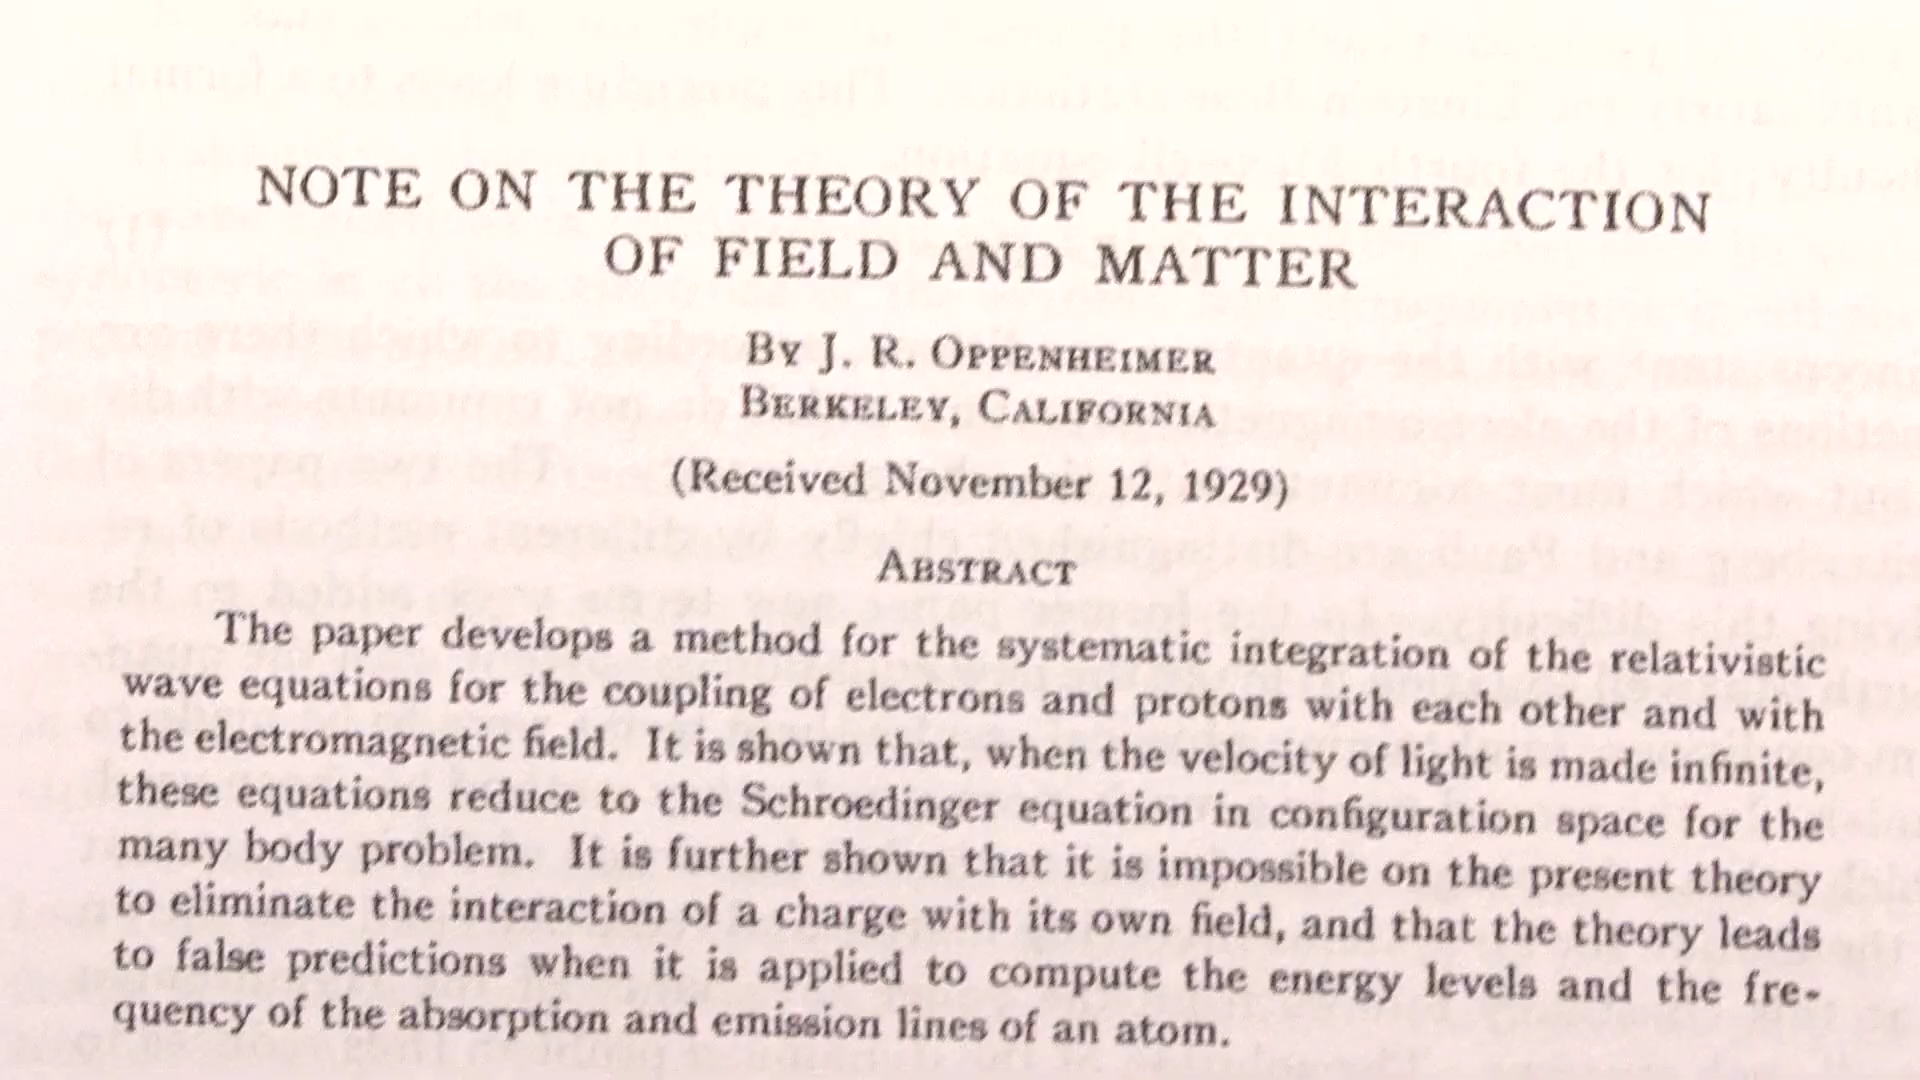 NOTE ON THE THEORY OF THE INTERACTION
OF FIELD AND MATTER
By J. R. Oppenheimer
Berkeley, California
(Received November 12, 1929)
Abstract
The paper develops a method for the systematic integration of the relativistic
wave equations for the coupling of electrons and protons with each other and with
the electromagnetic field. It is shown that, when the velocity of light is made infinite,
these equations reduce to the Schroedinger equation in configuration space for the
many body problem. It is further shown that it is impossible on the present theory
to eliminate the interaction of a charge with its own field, and that the theory leads
to false predictions when it is applied to compute the energy levels and the fre-
quency of the absorption and emission lines of an atom.